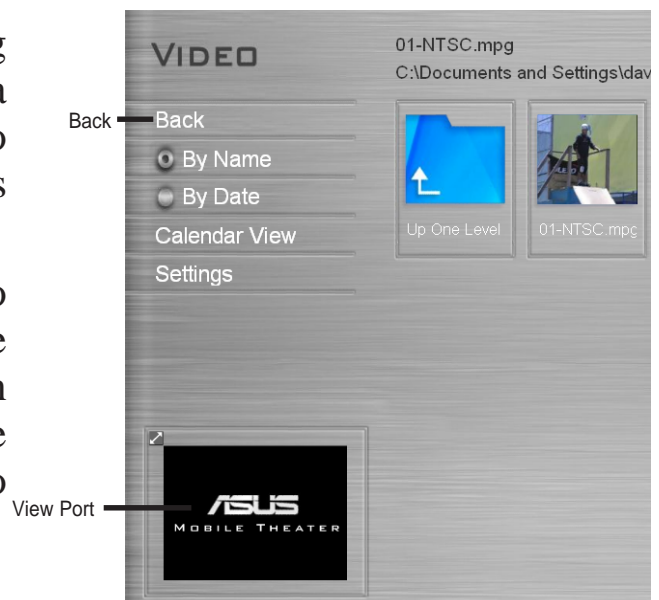 VIDEO
01-NTSC.mpg
C:\Documents and Settings\dav
Back
Back
By Name
By Date
Calendar View
Settings
Up One Level
01-NTSC.mpg
View Port
ASUS
MOBILE THEATER